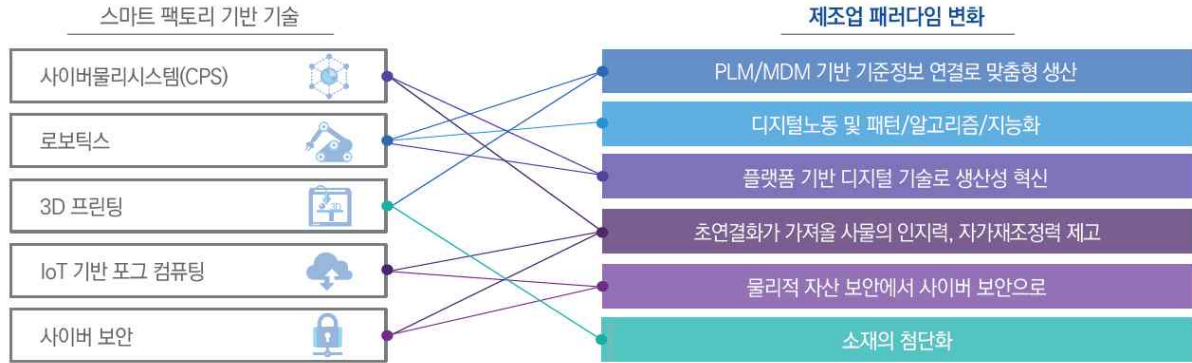 스마트 팩토리 기반 기술
제조업 패러다임 변화
사이버물리시스템(CPS)
로보틱스
3D 프린팅
3D
IoT 기반 포그 컴퓨팅
사이버 보안
PLM/MDM 기반 기준정보 연결로 맞춤형 생산
디지털노동 및 패턴/알고리즘/지능화
플랫폼 기반 디지털 기술로 생산성 혁신
초연결화가 가져올 사물의 인지력, 자가재조정력 제고
물리적 자산 보안에서 사이버 보안으로
소재의 첨단화